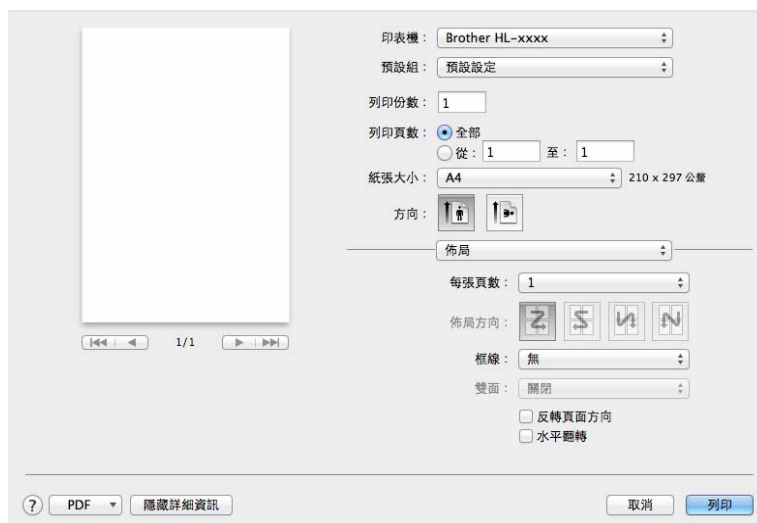 印表機： Brother HL-xxxx
預設組： 預設設定
列印份數： 1
列印頁數： 全部
從： 1 至： 1
紙張大小： A4 210 x 297 公釐
方向：
佈局
每張頁數： 1
佈局方向：
框線： 無
雙面： 關閉
反轉頁面方向
水平翻轉
1/1
? PDF 隱藏詳細資訊 取消 列印